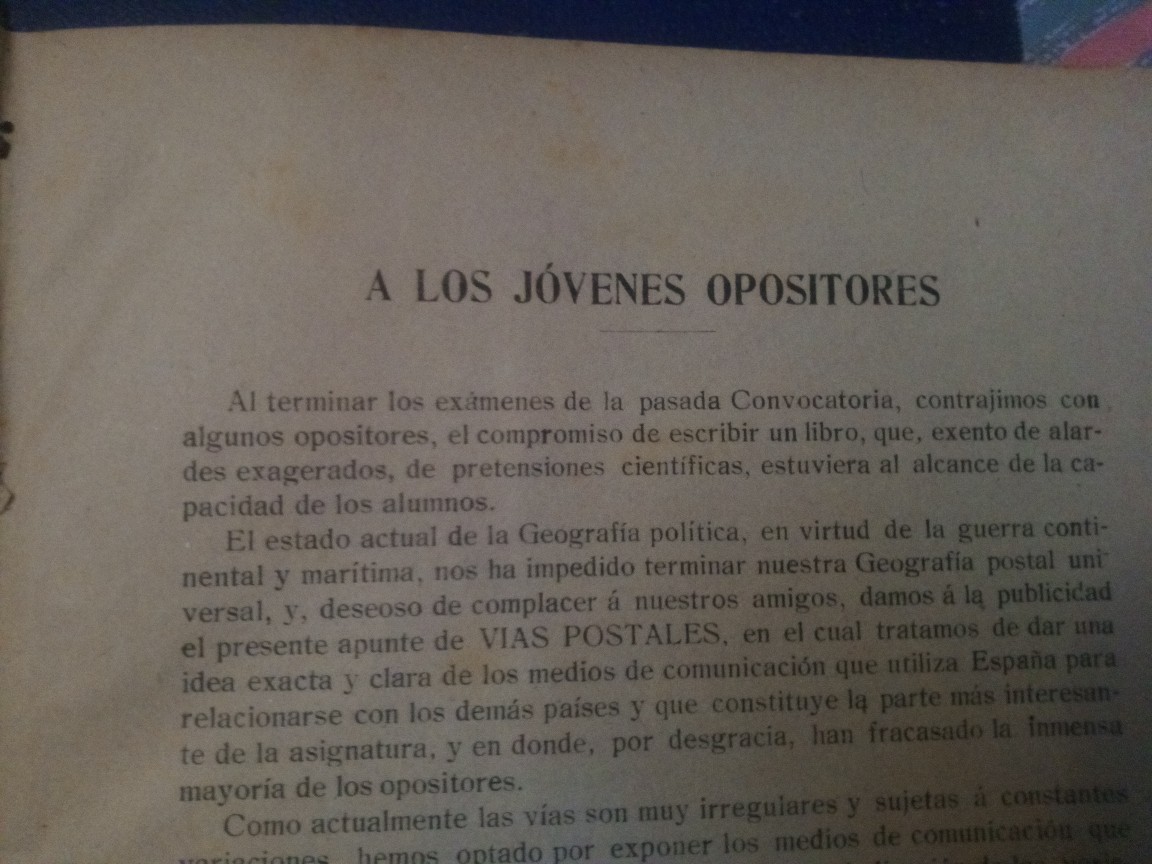 A LOS JÓVENES OPOSITORES
Al terminar los exámenes de la pasada Convocatoria, contrajimos con
algunos opositores, el compromiso de escribir un libro, que, exento de alar-
des exagerados, de pretensiones científicas, estuviera al alcance de la ca-
pacidad de los alumnos.
El estado actual de la Geografía política, en virtud de la guerra conti-
nental y marítima, nos ha impedido terminar nuestra Geografía postal uni-
versal, y, deseoso de complacer á nuestros amigos, damos á la publicidad
el presente apunte de VIAS POSTALES, en el cual tratamos de dar una
idea exacta y clara de los medios de comunicación que utiliza España para
relacionarse con los demás países y que constituye la parte más interesan-
te de la asignatura, y en donde, por desgracia, han fracasado la inmensa
mayoría de los opositores.
Como actualmente las vías son muy irregulares y sujetas á constantes
variaciones, hemos optado por exponer los medios de comunicación que